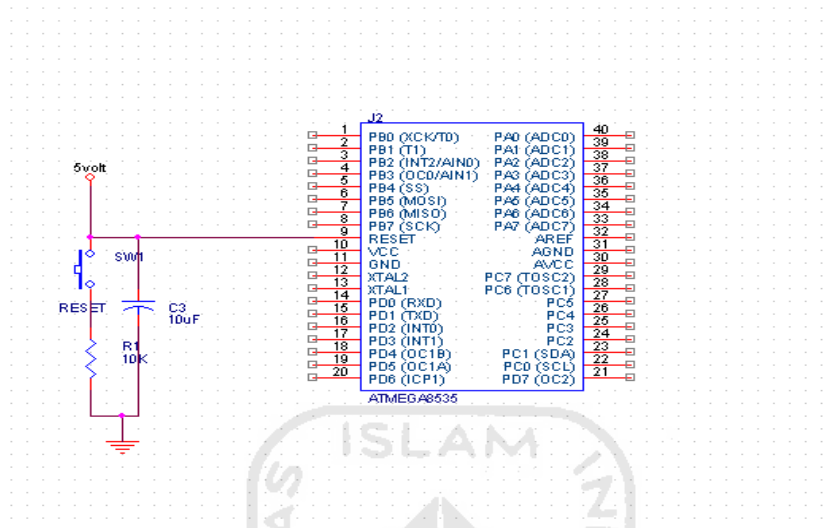 J2
1 PB0 (XCK/T0) PA0 (ADC0) 40
2 PB1 (T1) PA1 (ADC1) 39
3 PB2 (INT2/AIN0) PA2 (ADC2) 38
4 PB3 (OC0/AIN1) PA3 (ADC3) 37
5 PB4 (SS) PA4 (ADC4) 36
6 PB5 (MOSI) PA5 (ADC5) 35
7 PB6 (MISO) PA6 (ADC6) 34
8 PB7 (SCK) PA7 (ADC7) 33
9 RESET AREF 32
10 VCC AGND 31
11 GND AVCC 30
12 XTAL2 PC7 (TOSC2) 29
13 XTAL1 PC6 (TOSC1) 28
14 PD0 (RXD) PC5 27
15 PD1 (TXD) PC4 26
16 PD2 (INT0) PC3 25
17 PD3 (INT1) PC2 24
18 PD4 (OC1B) PC1 (SDA) 23
19 PD5 (OC1A) PC0 (SCL) 22
20 PD6 (ICP1) PD7 (OC2) 21
ATMEGA8535
5volt
SW1
RESET
C3
10uF
R1
10K
ISLAM